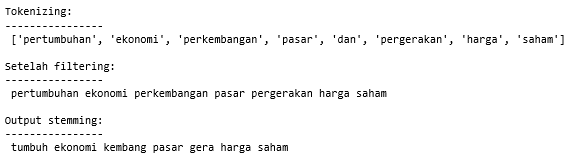 Tokenizing:
----------------
['pertumbuhan', 'ekonomi', 'perkembangan', 'pasar', 'dan', 'pergerakan', 'harga', 'saham']
Setelah filtering:
----------------
pertumbuhan ekonomi perkembangan pasar pergerakan harga saham
Output stemming:
----------------
tumbuh ekonomi kembang pasar gera harga saham